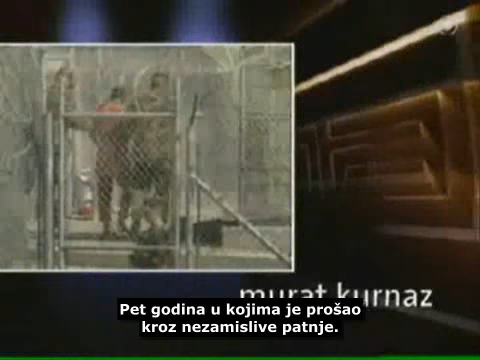 murat kurnaz
Pet godina u kojima je prošao
kroz nezamislive patnje.